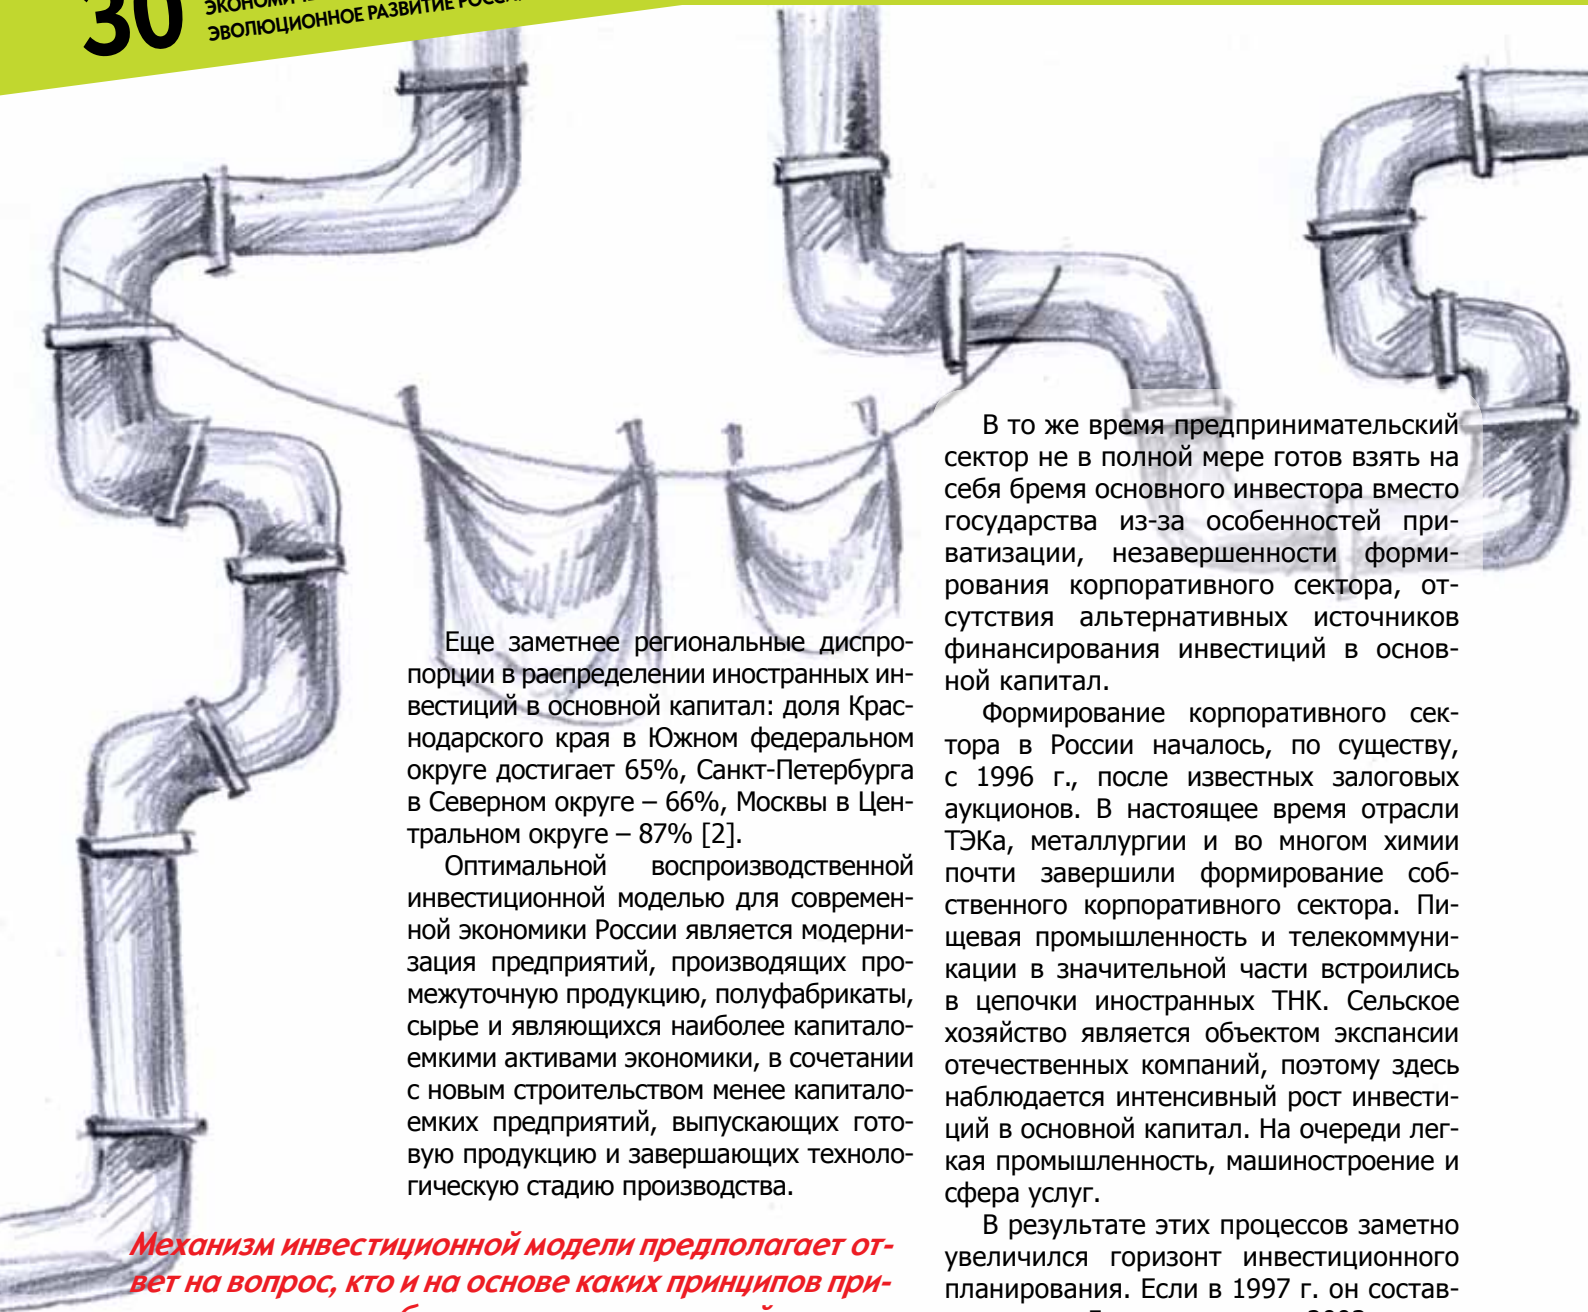 30
ЭВОЛЮЦИОННОЕ РАЗВИТИЕ
Еще заметнее региональные диспро-
порции в распределении иностранных ин-
вестиций в основной капитал: доля Крас-
нодарского края в Южном федеральном
округе достигает 65%, Санкт-Петербурга
в Северном округе – 66%, Москвы в Цен-
тральном округе – 87% [2].
Оптимальной воспроизводственной
инвестиционной моделью для современ-
ной экономики России является модерни-
зация предприятий, производящих про-
межуточную продукцию, полуфабрикаты,
сырье и являющихся наиболее капитало-
емкими активами экономики, в сочетании
с новым строительством менее капитало-
емких предприятий, выпускающих гото-
вую продукцию и завершающих техноло-
гическую стадию производства.
Механизм инвестиционной модели предполагает от-
вет на вопрос, кто и на основе каких принципов при-
В то же время предпринимательский
сектор не в полной мере готов взять на
себя бремя основного инвестора вместо
государства из-за особенностей при-
ватизации, незавершенности форми-
рования корпоративного сектора, от-
сутствия альтернативных источников
финансирования инвестиций в основ-
ной капитал.
Формирование корпоративного сек-
тора в России началось, по существу,
с 1996 г., после известных залоговых
аукционов. В настоящее время отрасли
ТЭКа, металлургии и во многом химии
почти завершили формирование соб-
ственного корпоративного сектора. Пи-
щевая промышленность и телекоммуни-
кации в значительной части встроились
в цепочки иностранных ТНК. Сельское
хозяйство является объектом экспансии
отечественных компаний, поэтому здесь
наблюдается интенсивный рост инвести-
ций в основной капитал. На очереди лег-
кая промышленность, машиностроение и
сфера услуг.
В результате этих процессов заметно
увеличился горизонт инвестиционного
планирования. Если в 1997 г. он состав-